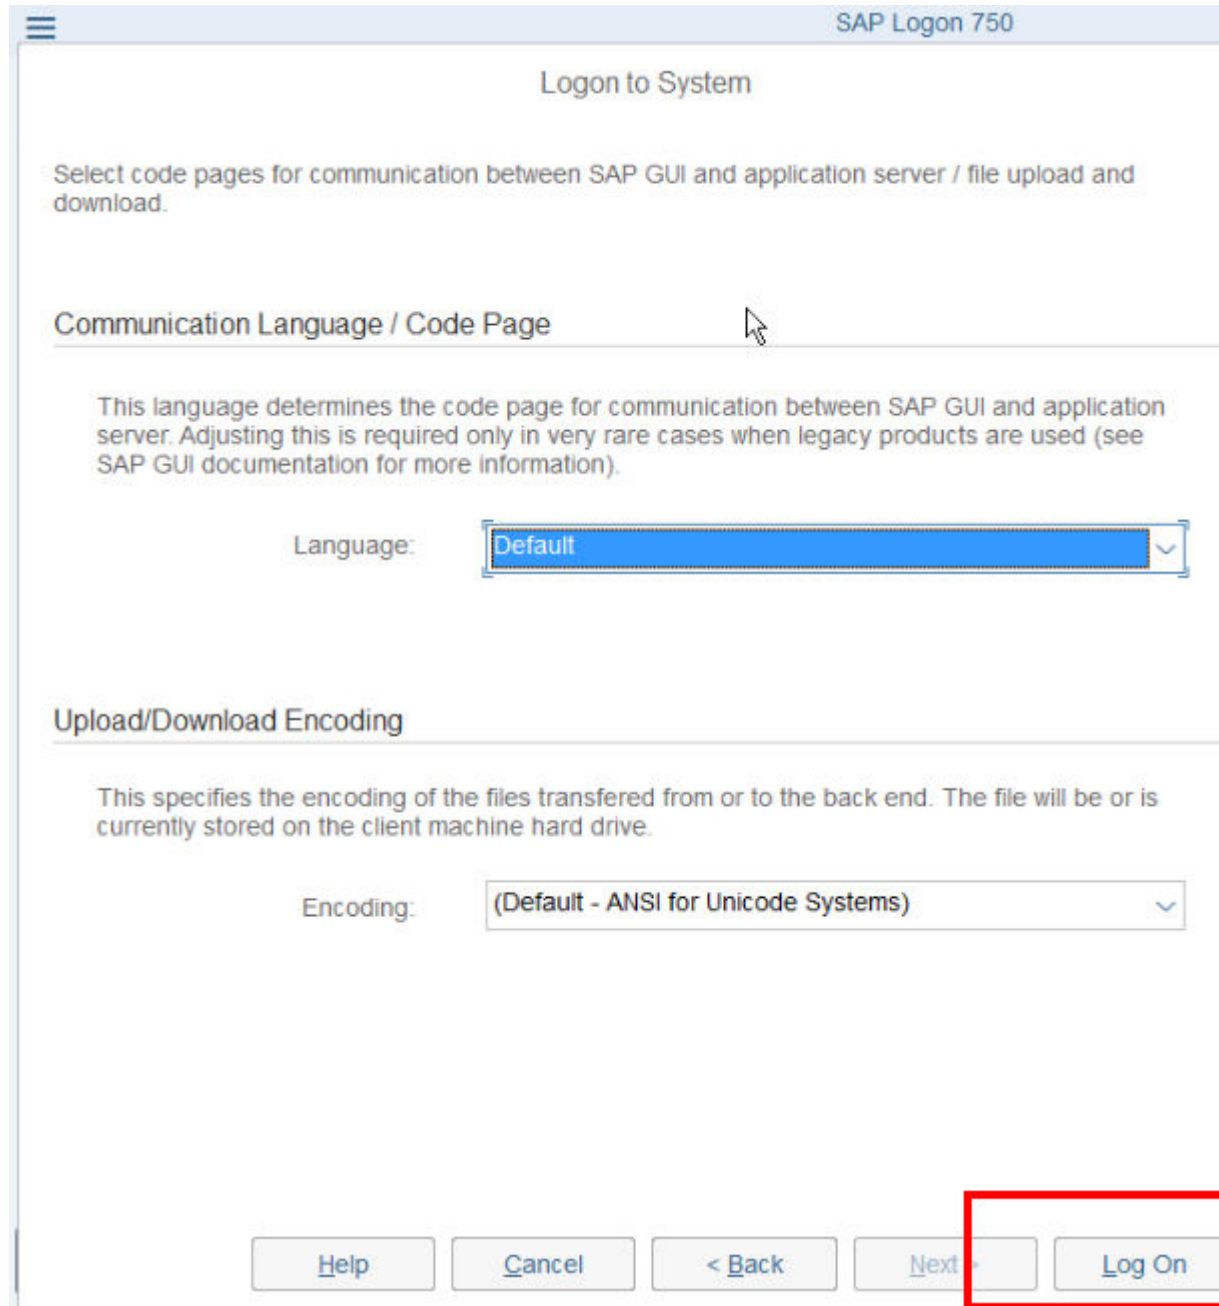 SAP Logon 750
Logon to System
Select code pages for communication between SAP GUI and application server / file upload and
download.
Communication Language / Code Page
This language determines the code page for communication between SAP GUI and application
server. Adjusting this is required only in very rare cases when legacy products are used (see
SAP GUI documentation for more information).
Language: Default
Upload/Download Encoding
This specifies the encoding of the files transfered from or to the back end. The file will be or is
currently stored on the client machine hard drive.
Encoding: (Default - ANSI for Unicode Systems)
Help Cancel < Back Next > Log On